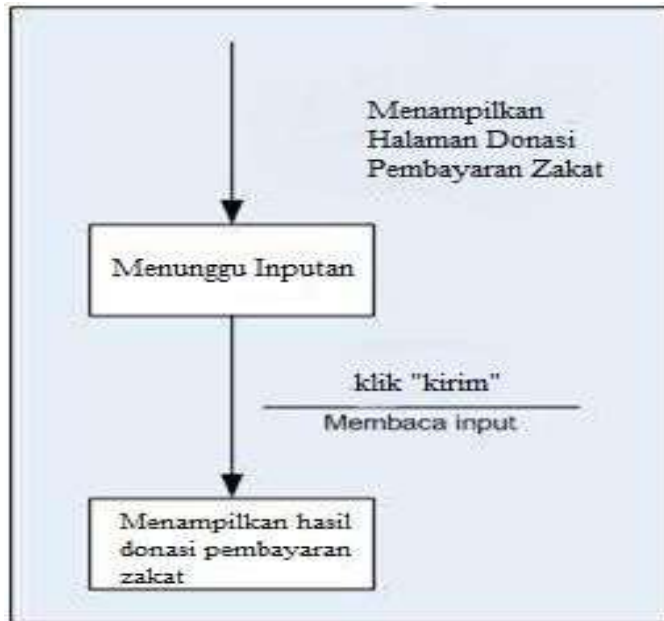 Menampilkan
Halaman Donasi
Pembayaran Zakat
Menunggu Inputan
klik "kirim"
Membaca input
Menampilkan hasil
donasi pembayaran
zakat